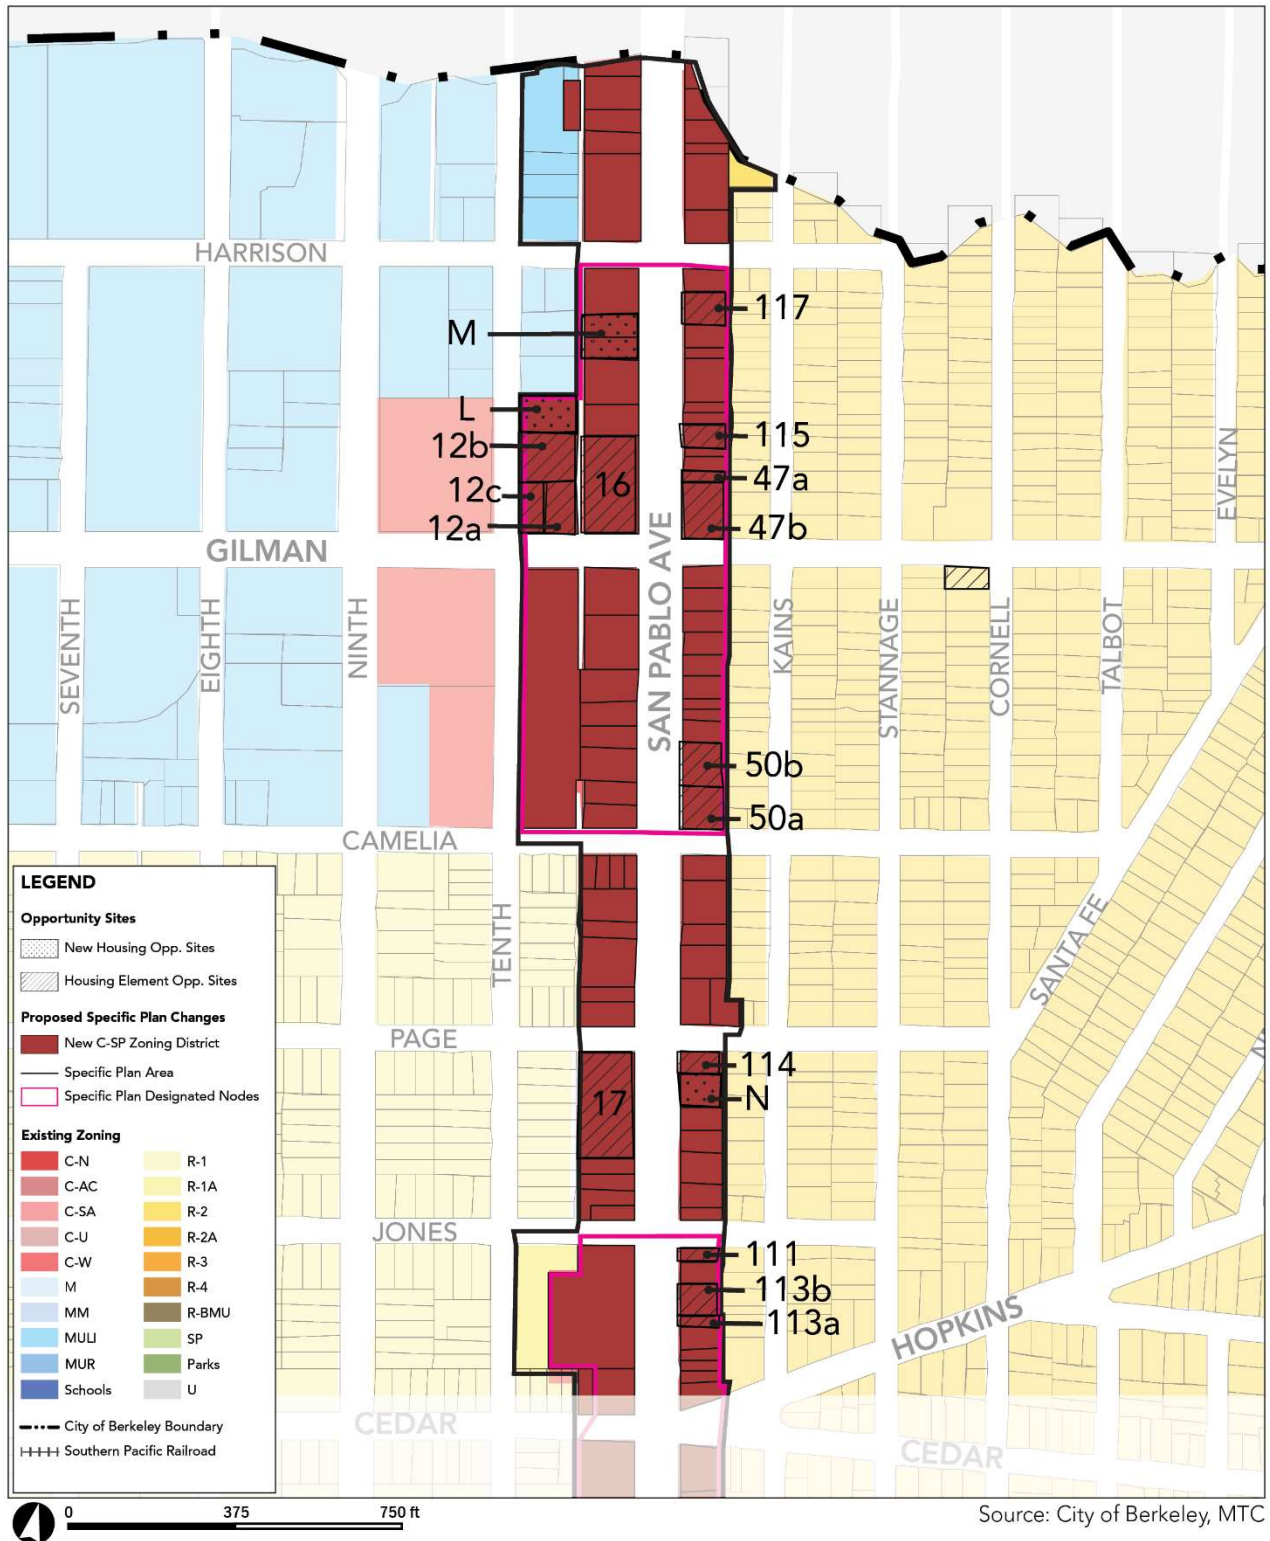 HARRISON
M
117
L
12b
12c
12a
16
115
47a
47b
GILMAN
SAN PABLO AVE
EVELYN
SEVENTH
EIGHTH
NINTH
KAINS
STANNAGE
CORNELL
TALBOT
50b
50a
CAMELIA
TENTH
SANTA FE
PAGE
17
114
N
JONES
111
113b
113a
HOPKINS
CEDAR
CEDAR
LEGEND
Opportunity Sites
New Housing Opp. Sites
Housing Element Opp. Sites
Proposed Specific Plan Changes
New C-SP Zoning District
Specific Plan Area
Specific Plan Designated Nodes
Existing Zoning
C-N
C-AC
C-SA
C-U
C-W
M
MM
MULI
MUR
Schools
R-1
R-1A
R-2
R-2A
R-3
R-4
R-BMU
SP
Parks
U
City of Berkeley Boundary
Southern Pacific Railroad
0 375 750 ft
Source: City of Berkeley, MTC